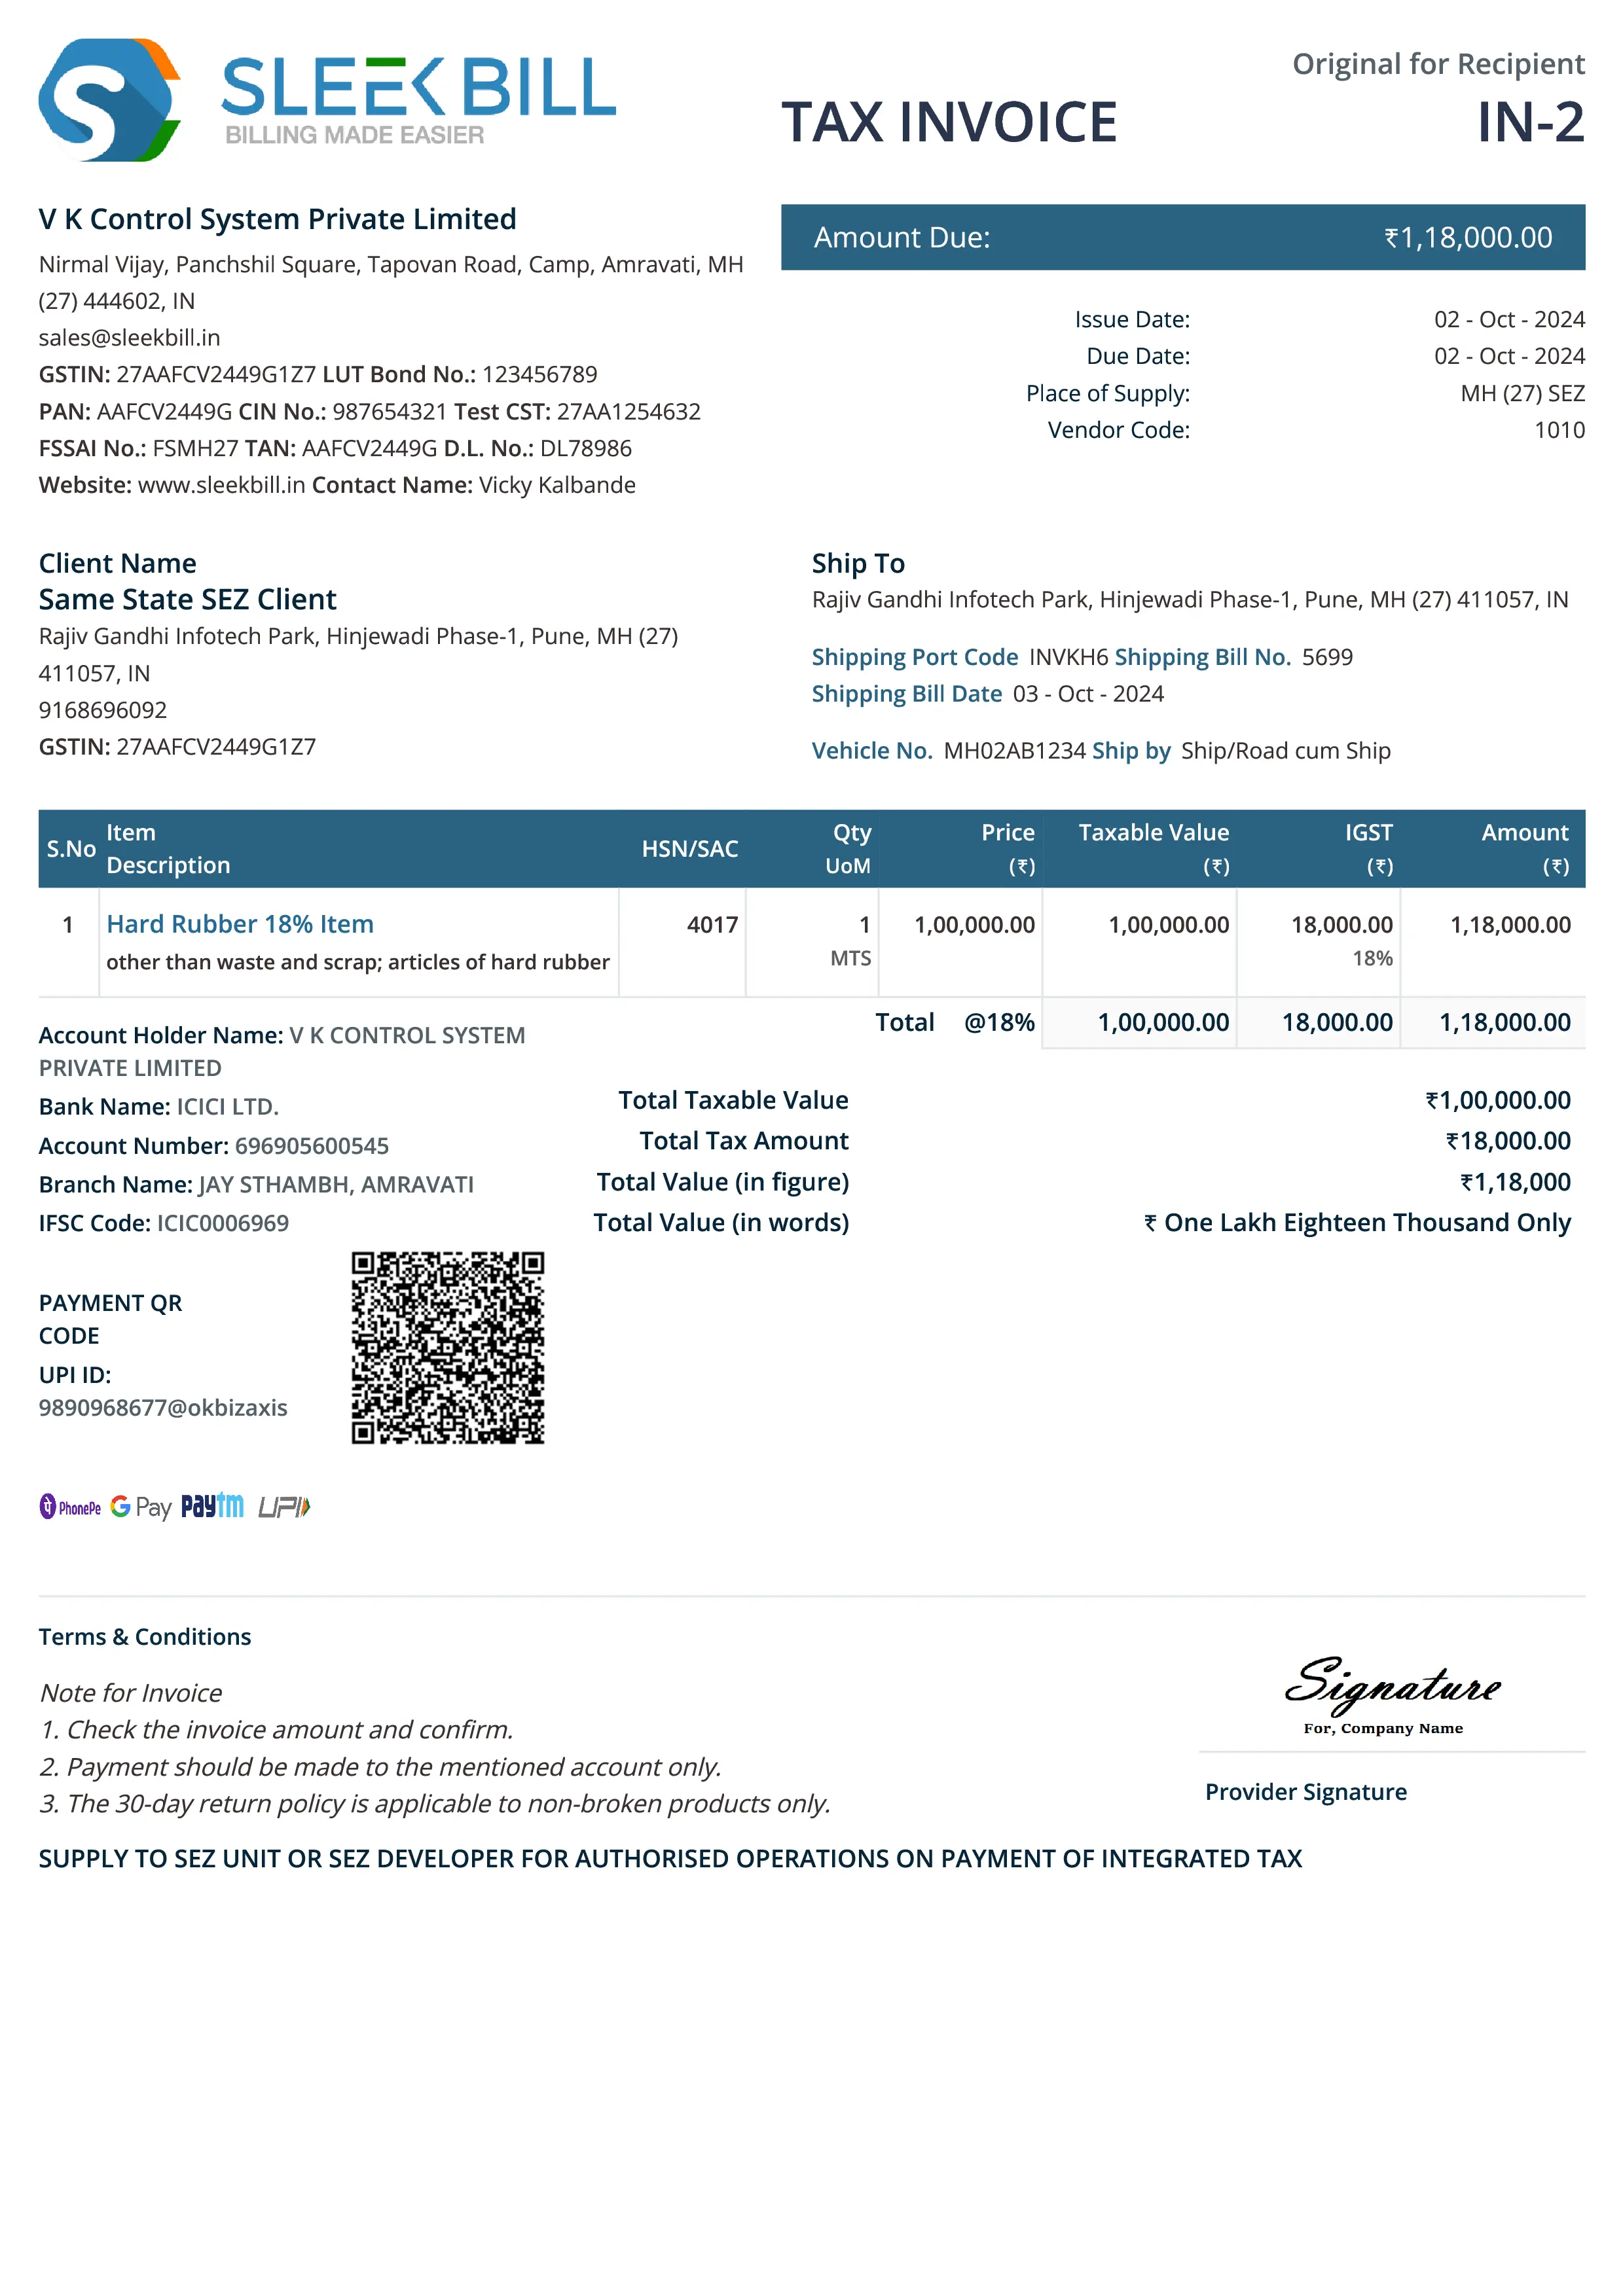 SLEEK BILL
BILLING MADE EASIER
Original for Recipient
TAX INVOICE IN-2
V K Control System Private Limited
Nirmal Vijay, Panchshil Square, Tapovan Road, Camp, Amravati, MH
(27) 444602, IN
sales@sleekbill.in
GSTIN: 27AAFCV2449G1Z7 LUT Bond No.: 123456789
PAN: AAFCV2449G CIN No.: 987654321 Test CST: 27AA1254632
FSSAI No.: FSMH27 TAN: AAFCV2449G D.L. No.: DL78986
Website: www.sleekbill.in Contact Name: Vicky Kalbande
Amount Due: ₹1,18,000.00
Issue Date: 02 - Oct - 2024
Due Date: 02 - Oct - 2024
Place of Supply: MH (27) SEZ
Vendor Code: 1010
Client Name
Same State SEZ Client
Rajiv Gandhi Infotech Park, Hinjewadi Phase-1, Pune, MH (27)
411057, IN
9168696092
GSTIN: 27AAFCV2449G1Z7
Ship To
Rajiv Gandhi Infotech Park, Hinjewadi Phase-1, Pune, MH (27) 411057, IN
Shipping Port Code INVKH6 Shipping Bill No. 5699
Shipping Bill Date 03 - Oct - 2024
Vehicle No. MH02AB1234 Ship by Ship/Road cum Ship
S.No Item Description HSN/SAC Qty UoM Price (₹) Taxable Value (₹) IGST (₹) Amount (₹)
1 Hard Rubber 18% Item 4017 1 1,00,000.00 1,00,000.00 18,000.00 1,18,000.00
other than waste and scrap; articles of hard rubber MTS 18%
Total @18% 1,00,000.00 18,000.00 1,18,000.00
Account Holder Name: V K CONTROL SYSTEM
PRIVATE LIMITED
Bank Name: ICICI LTD.
Account Number: 696905600545
Branch Name: JAY STHAMBH, AMRAVATI
IFSC Code: ICIC0006969
Total Taxable Value ₹1,00,000.00
Total Tax Amount ₹18,000.00
Total Value (in figure) ₹1,18,000
Total Value (in words) ₹ One Lakh Eighteen Thousand Only
PAYMENT QR
CODE
UPI ID:
9890968677@okbizaxis
पे PhonePe G Pay paytm UPI
Terms & Conditions
Note for Invoice
1. Check the invoice amount and confirm.
2. Payment should be made to the mentioned account only.
3. The 30-day return policy is applicable to non-broken products only.
Signature
For, Company Name
Provider Signature
SUPPLY TO SEZ UNIT OR SEZ DEVELOPER FOR AUTHORISED OPERATIONS ON PAYMENT OF INTEGRATED TAX